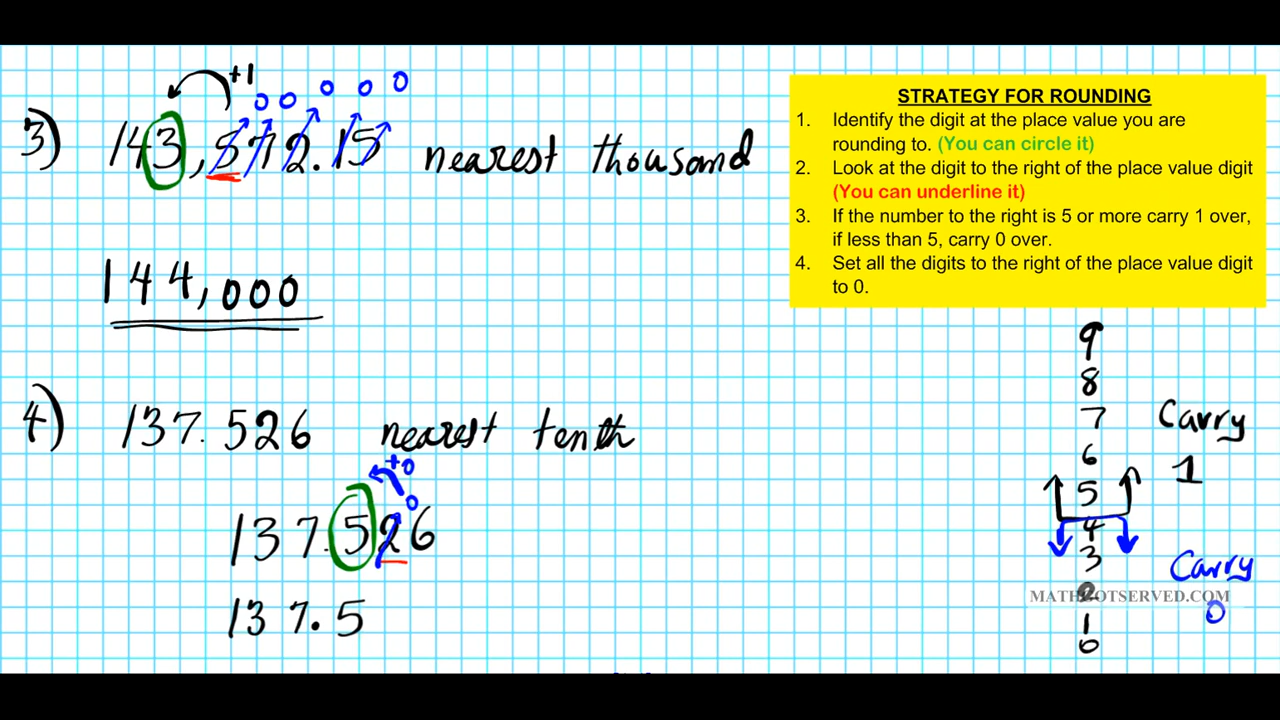 3) 143,572.15 nearest thousand
+1
0 0 0 0 0
144,000
4) 137.526 nearest tenth
+0
0
137.526
137.5
STRATEGY FOR ROUNDING
1. Identify the digit at the place value you are
rounding to. (You can circle it)
2. Look at the digit to the right of the place value digit
(You can underline it)
3. If the number to the right is 5 or more carry 1 over,
if less than 5, carry 0 over.
4. Set all the digits to the right of the place value digit
to 0.
9
8
7
6
5
4
3
2
1
0
Carry
1
Carry
0
MATHGOTSERVED.COM